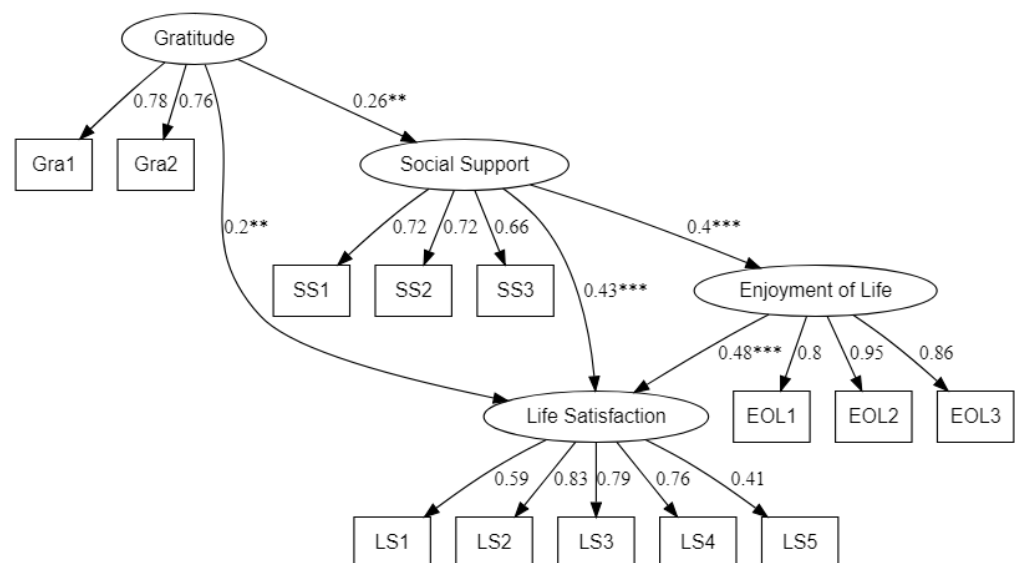 Gratitude
0.78
0.76
0.26**
Gra1
Gra2
Social Support
0.2**
0.72
0.72
0.66
0.4***
SS1
SS2
SS3
0.43***
Enjoyment of Life
0.48***
0.8
0.95
0.86
Life Satisfaction
EOL1
EOL2
EOL3
0.59
0.83
0.79
0.76
0.41
LS1
LS2
LS3
LS4
LS5